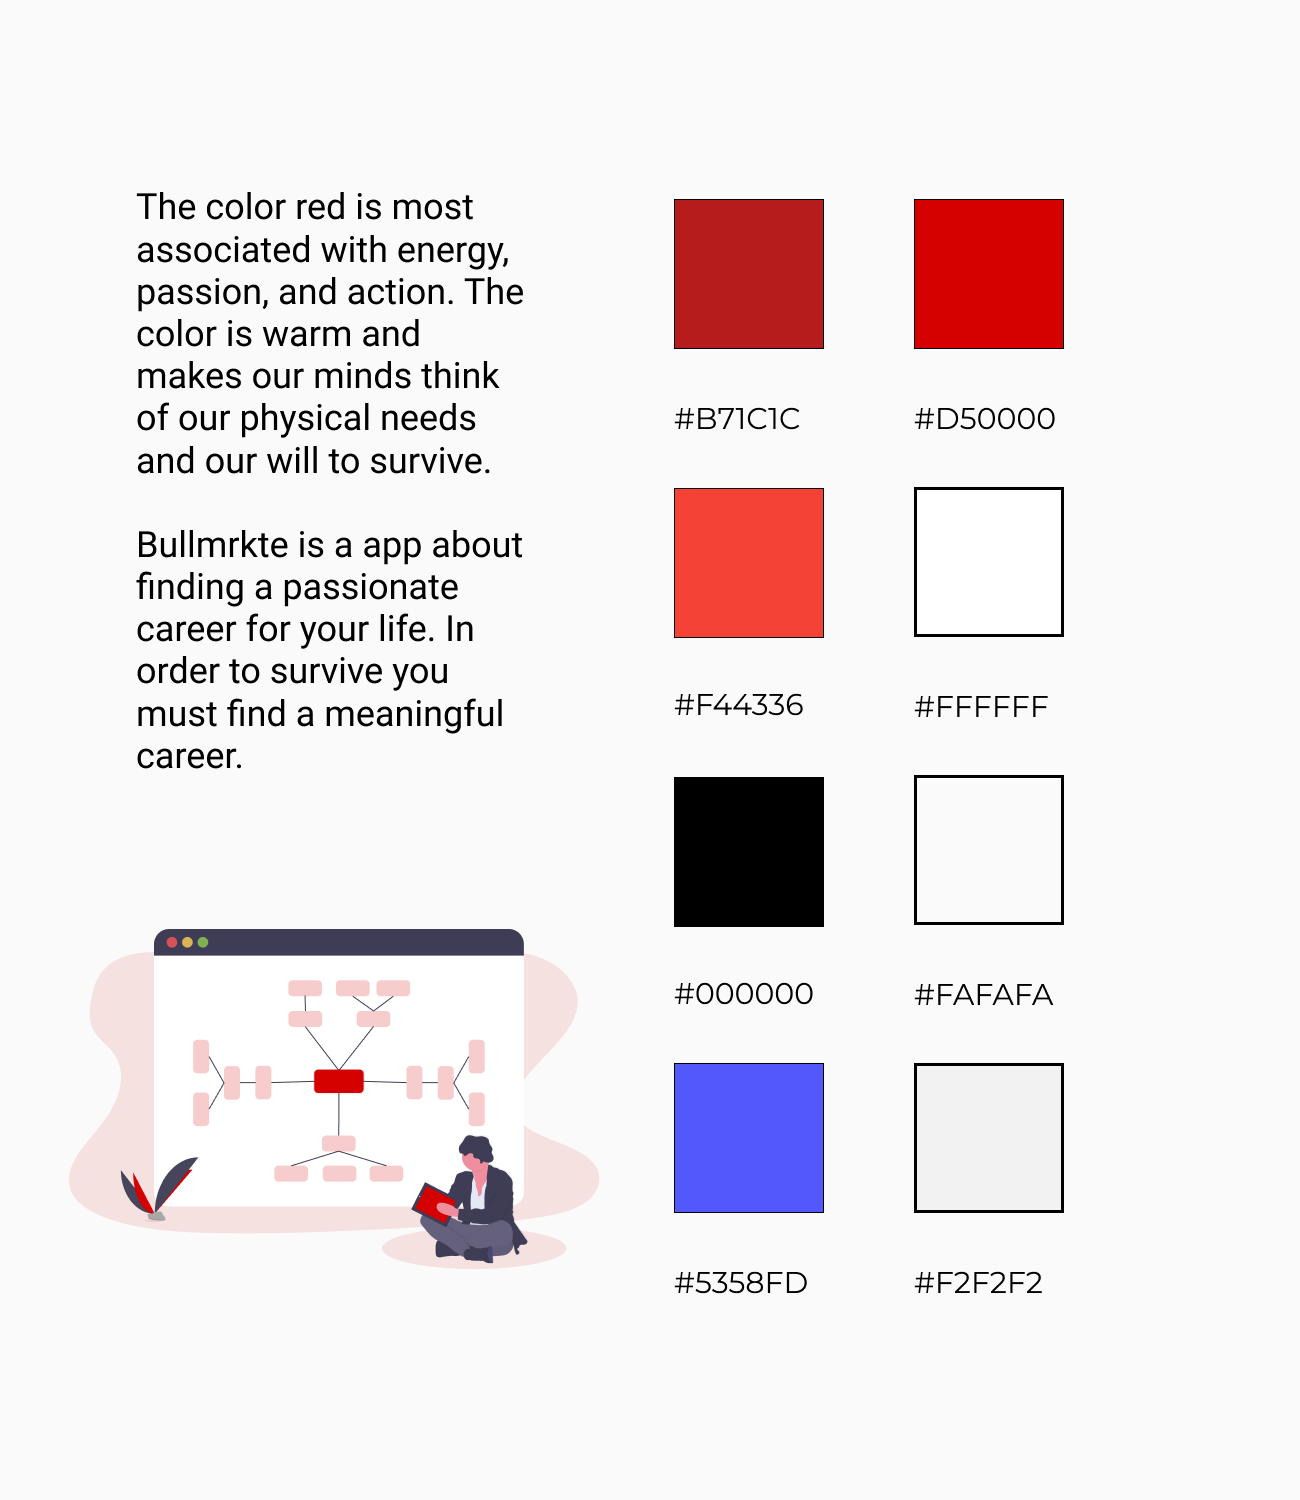 The color red is most
associated with energy,
passion, and action. The
color is warm and
makes our minds think
of our physical needs
and our will to survive.
Bullmrkte is a app about
finding a passionate
career for your life. In
order to survive you
must find a meaningful
career.
#B71C1C
#D50000
#F44336
#FFFFFF
#000000
#FAFAFA
#5358FD
#F2F2F2